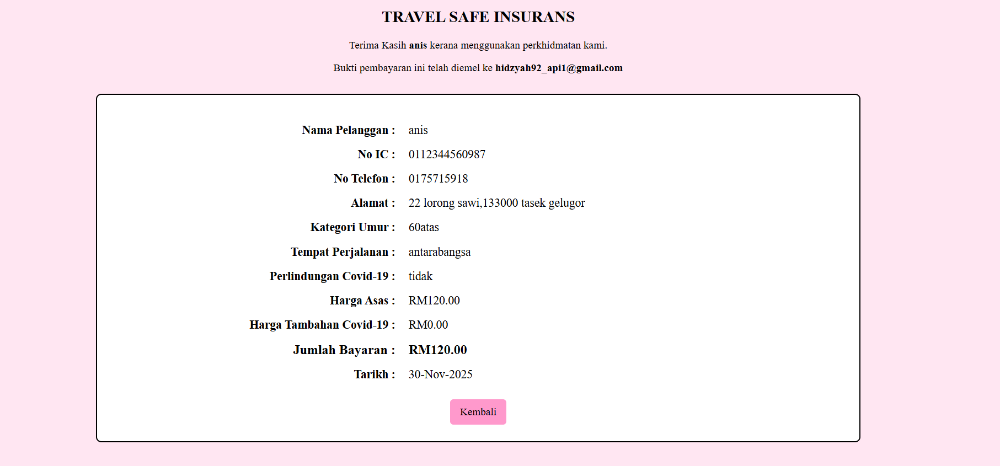 TRAVEL SAFE INSURANS
Terima Kasih anis kerana menggunakan perkhidmatan kami.
Bukti pembayaran ini telah diemel ke hidzyah92_api1@gmail.com
Nama Pelanggan : anis
No IC : 0112344560987
No Telefon : 0175715918
Alamat : 22 lorong sawi,133000 tasek gelugor
Kategori Umur : 60atas
Tempat Perjalanan : antarabangsa
Perlindungan Covid-19 : tidak
Harga Asas : RM120.00
Harga Tambahan Covid-19 : RM0.00
Jumlah Bayaran : RM120.00
Tarikh : 30-Nov-2025
Kembali